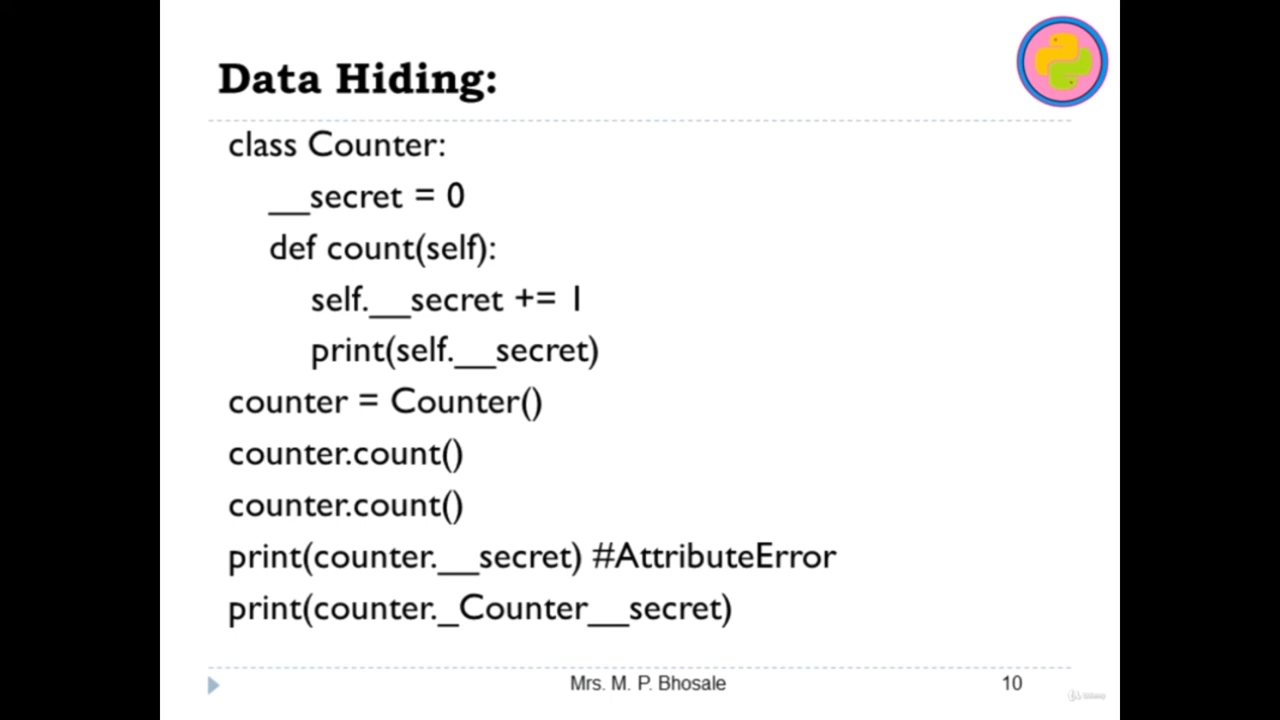 Data Hiding:
class Counter:
__secret = 0
def count(self):
self.__secret += 1
print(self.__secret)
counter = Counter()
counter.count()
counter.count()
print(counter.__secret) #AttributeError
print(counter._Counter__secret)
Mrs. M. P. Bhosale 10
Udemy